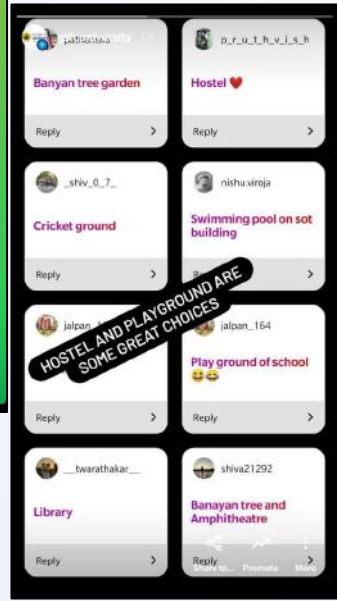 p_r_u_t_h_v_i_s_h
Banyan tree garden
Hostel ❤️
Reply
Reply
_shiv_0_7_
nishu.viroja
Cricket ground
Swimming pool on sot
building
Reply
jalpan_
jalpan_164
HOSTEL AND PLAYGROUND ARE
SOME GREAT CHOICES
Play ground of school
😆😂
Reply
Reply
__twarathakar__
shiva21292
Library
Banayan tree and
Amphitheatre
Reply
Reply
Share to... Promote More